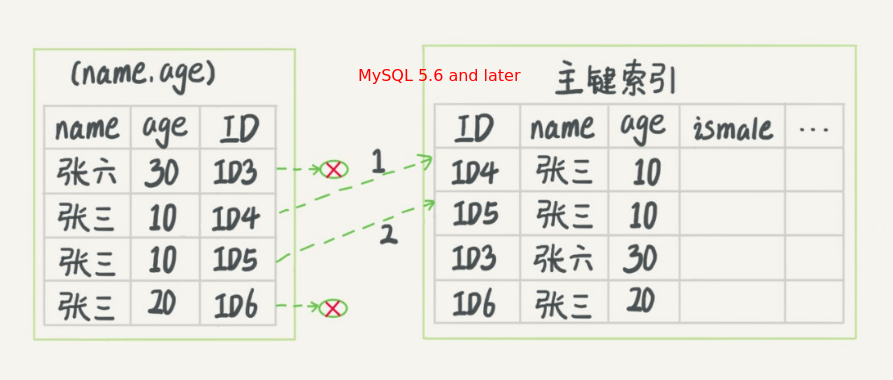 (name,age)
MySQL 5.6 and later
主键索引
name age ID
张六 30 ID3
张三 10 ID4
张三 10 ID5
张三 20 ID6
1
2
ID name age ismale ...
ID4 张三 10
ID5 张三 10
ID3 张六 30
ID6 张三 20